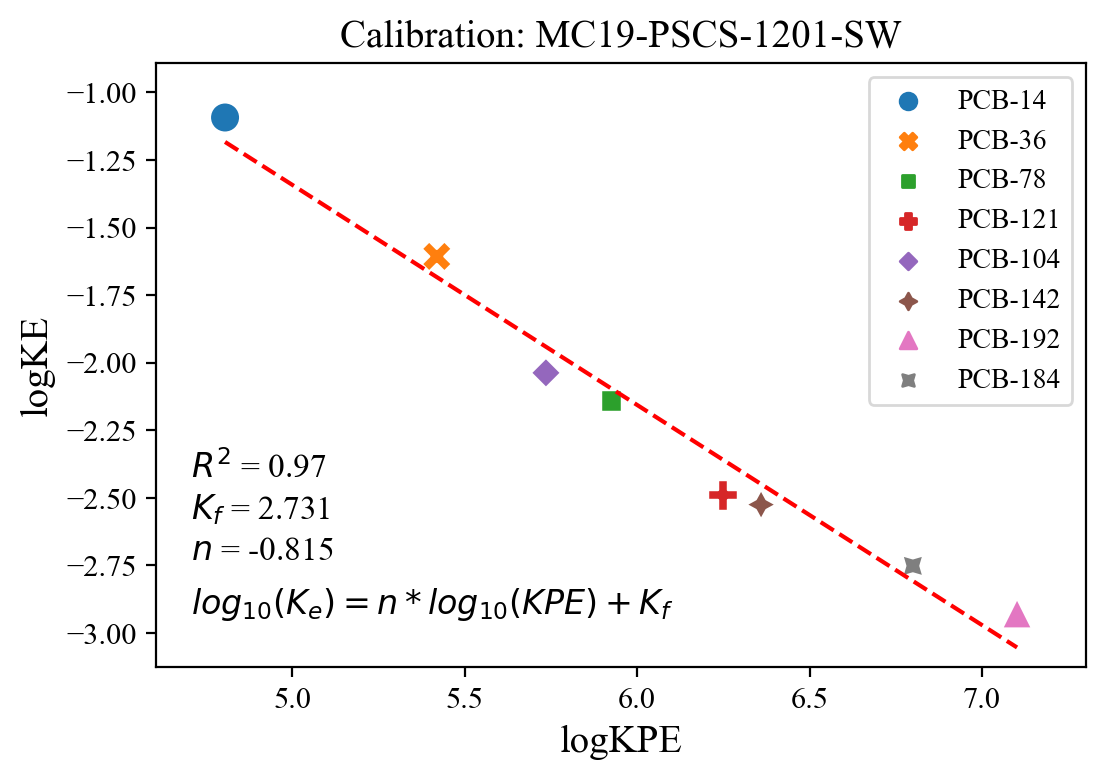 Calibration: MC19-PSCS-1201-SW
−1.00
−1.25
−1.50
−1.75
−2.00
−2.25
−2.50
−2.75
−3.00
logKE
PCB-14
PCB-36
PCB-78
PCB-121
PCB-104
PCB-142
PCB-192
PCB-184
R² = 0.97
K_f = 2.731
n = -0.815
log₁₀(Kₑ) = n * log₁₀(KPE) + K_f
5.0 5.5 6.0 6.5 7.0
logKPE